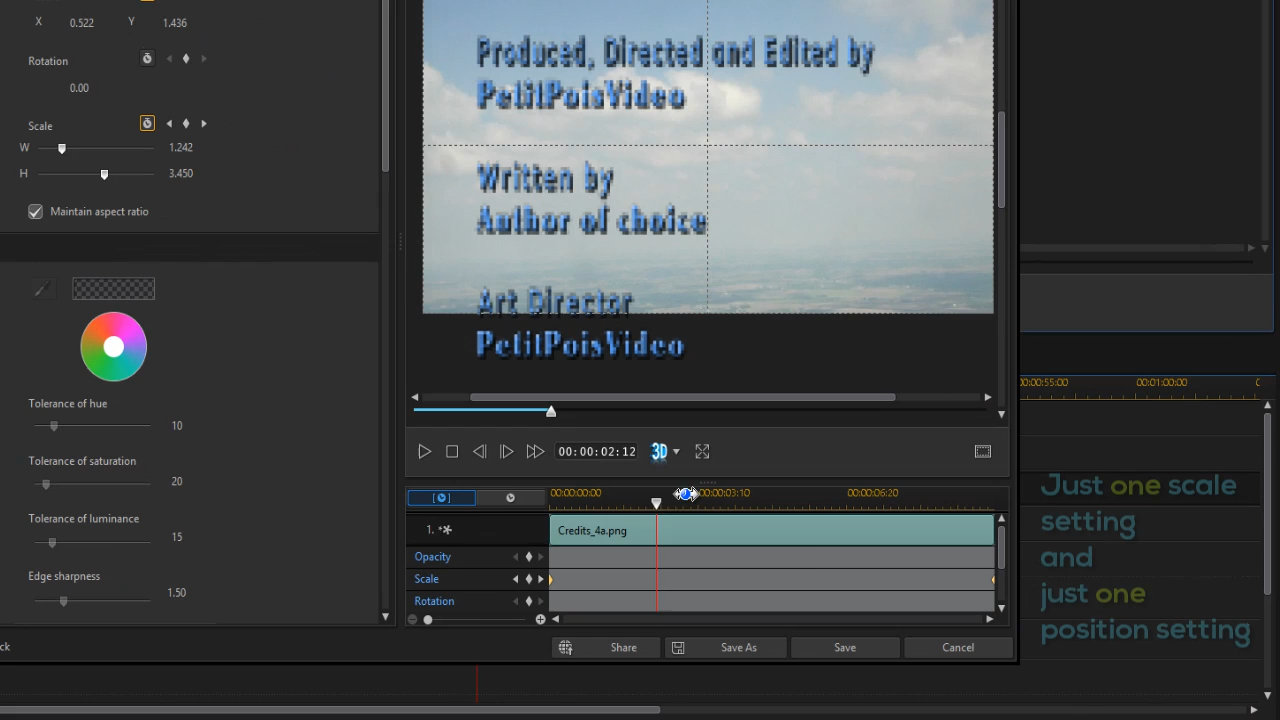 X 0.522 Y 1.436
Rotation
0.00
Scale
W 1.242
H 3.450
Maintain aspect ratio
Tolerance of hue
10
Tolerance of saturation
20
Tolerance of luminance
15
Edge sharpness
1.50
ck
Produced, Directed and Edited by
PetitPoisVideo
Written by
Author of choice
Art Director
PetitPoisVideo
00:00:02:12 3D
00:00:00:00 00:00:03:10 00:00:06:20
1. Credits_4a.png
Opacity
Scale
Rotation
Share Save As Save Cancel
00:00:55:00 00:01:00:00
Just one scale
setting
and
just one
position setting